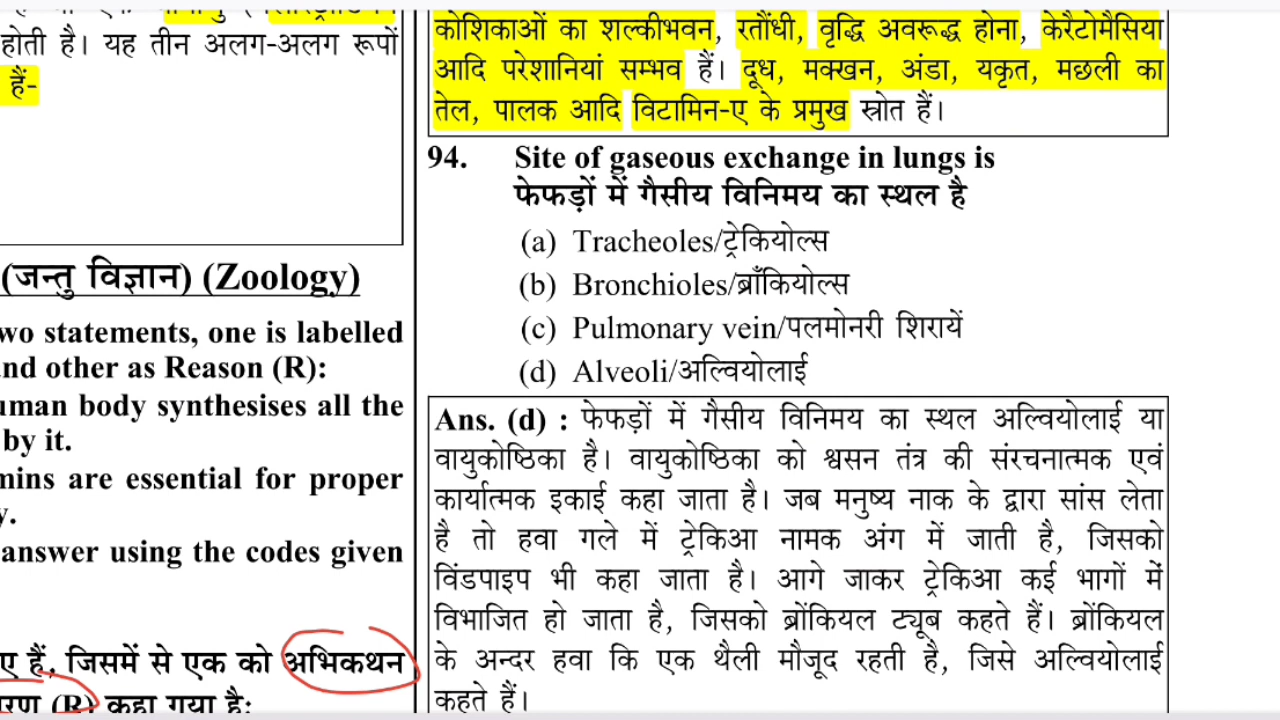 होती है। यह तीन अलग-अलग रूपों
हैं-
(जन्तु विज्ञान) (Zoology)
wo statements, one is labelled
nd other as Reason (R):
uman body synthesises all the
by it.
mins are essential for proper
y.
answer using the codes given
ए हैं, जिसमें से एक को अभिकथन
रण (R) कहा गया है:
कोशिकाओं का शल्कीभवन, रतौंधी, वृद्धि अवरूद्ध होना, केरैटोमैसिया
आदि परेशानियां सम्भव हैं। दूध, मक्खन, अंडा, यकृत, मछली का
तेल, पालक आदि विटामिन-ए के प्रमुख स्रोत हैं।
94. Site of gaseous exchange in lungs is
फेफड़ों में गैसीय विनिमय का स्थल है
(a) Tracheoles/ट्रेकियोल्स
(b) Bronchioles/ब्रॉंकियोल्स
(c) Pulmonary vein/पलमोनरी शिरायें
(d) Alveoli/अल्वियोलाई
Ans. (d) : फेफड़ों में गैसीय विनिमय का स्थल अल्वियोलाई या
वायुकोष्ठिका है। वायुकोष्ठिका को श्वसन तंत्र की संरचनात्मक एवं
कार्यात्मक इकाई कहा जाता है। जब मनुष्य नाक के द्वारा सांस लेता
है तो हवा गले में ट्रेकिआ नामक अंग में जाती है, जिसको
विंडपाइप भी कहा जाता है। आगे जाकर ट्रेकिआ कई भागों में
विभाजित हो जाता है, जिसको ब्रोंकियल ट्यूब कहते हैं। ब्रोंकियल
के अन्दर हवा कि एक थैली मौजूद रहती है, जिसे अल्वियोलाई
कहते हैं।